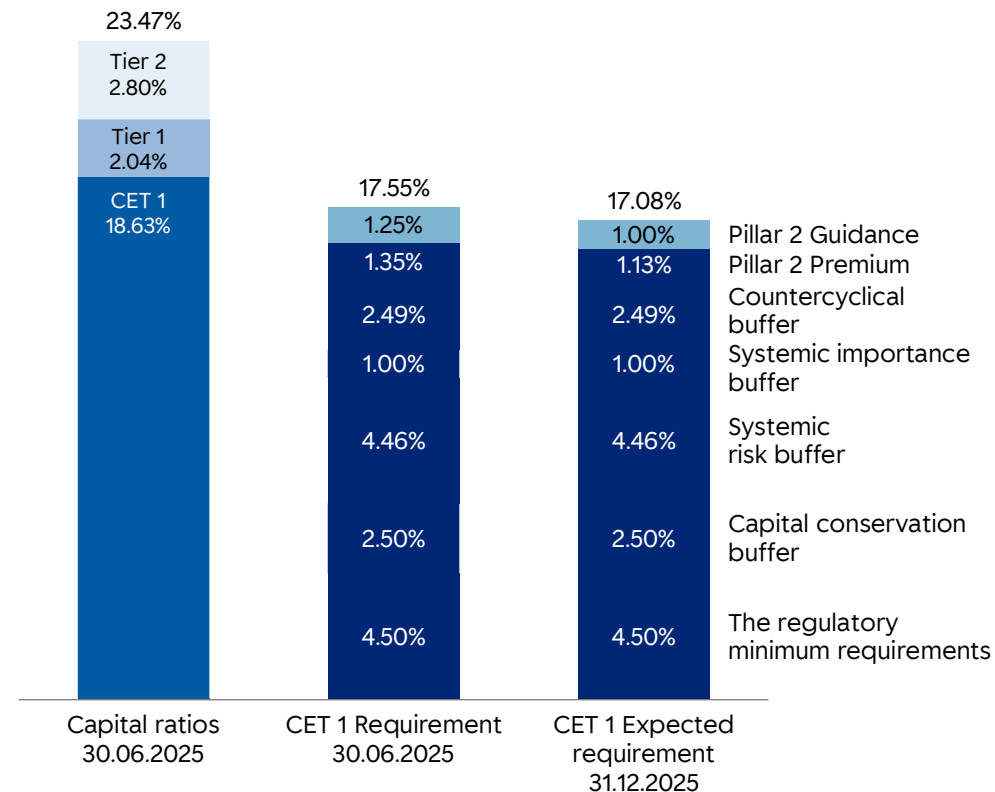 23.47%
Tier 2
2.80%
Tier 1
2.04%
CET 1
18.63%
17.55%
1.25%
1.35%
2.49%
1.00%
4.46%
2.50%
4.50%
17.08%
1.00%
1.13%
2.49%
1.00%
4.46%
2.50%
4.50%
Pillar 2 Guidance
Pillar 2 Premium
Countercyclical
buffer
Systemic importance
buffer
Systemic
risk buffer
Capital conservation
buffer
The regulatory
minimum requirements
Capital ratios
30.06.2025
CET 1 Requirement
30.06.2025
CET 1 Expected
requirement
31.12.2025